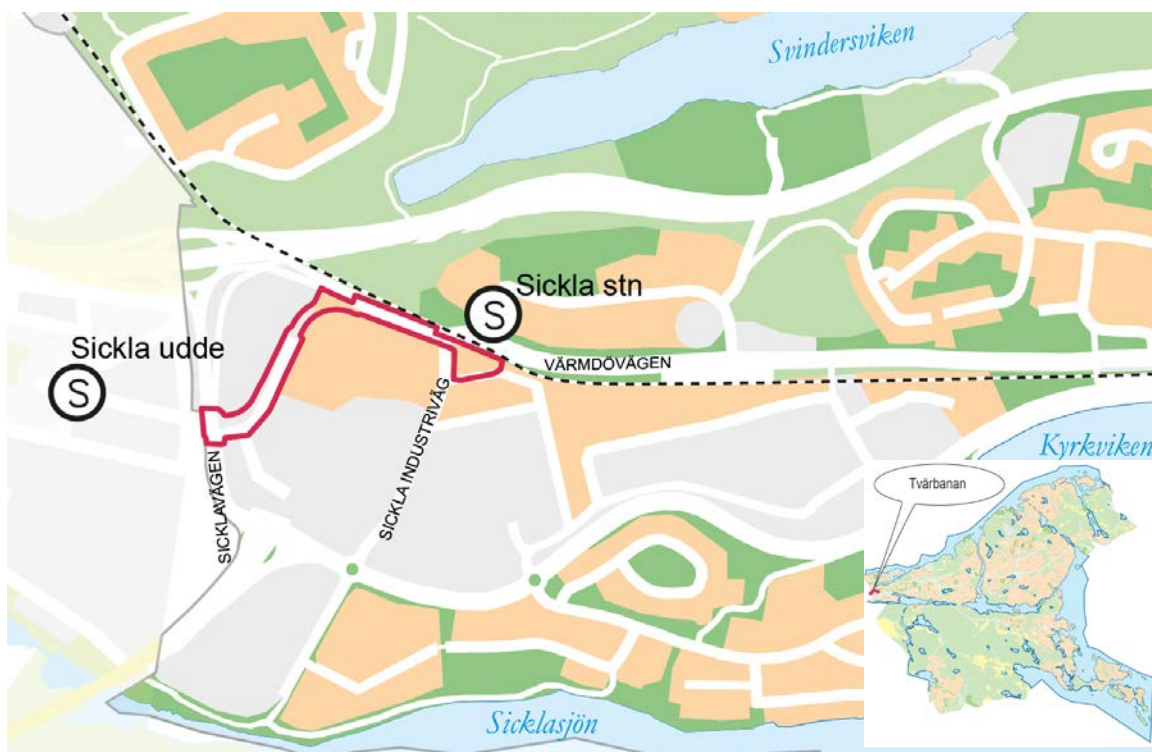 Svindersviken
Sickla stn
S
Sickla udde
S
VÄRMDÖVÄGEN
SICKLAVÄGEN
SICKLA INDUSTRIVÄG
Kyrkviken
Tvärbanan
Sicklasjön